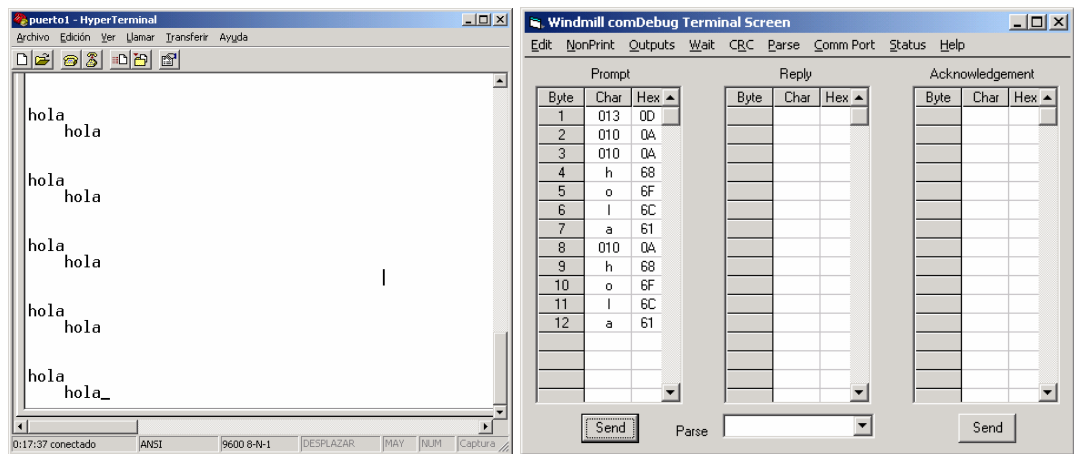 puerto1 - HyperTerminal
Archivo Edición Ver Llamar Transferir Ayuda
hola
hola
hola
hola
hola
hola
hola
hola
hola
hola_
0:17:37 conectado ANSI 9600 8-N-1 DESPLAZAR MAY NUM Captura
Windmill comDebug Terminal Screen
Edit NonPrint Outputs Wait CRC Parse Comm Port Status Help
Prompt Reply Acknowledgement
Byte Char Hex Byte Char Hex Byte Char Hex
1 013 0D
2 010 0A
3 010 0A
4 h 68
5 o 6F
6 l 6C
7 a 61
8 010 0A
9 h 68
10 o 6F
11 l 6C
12 a 61
Send Parse Send